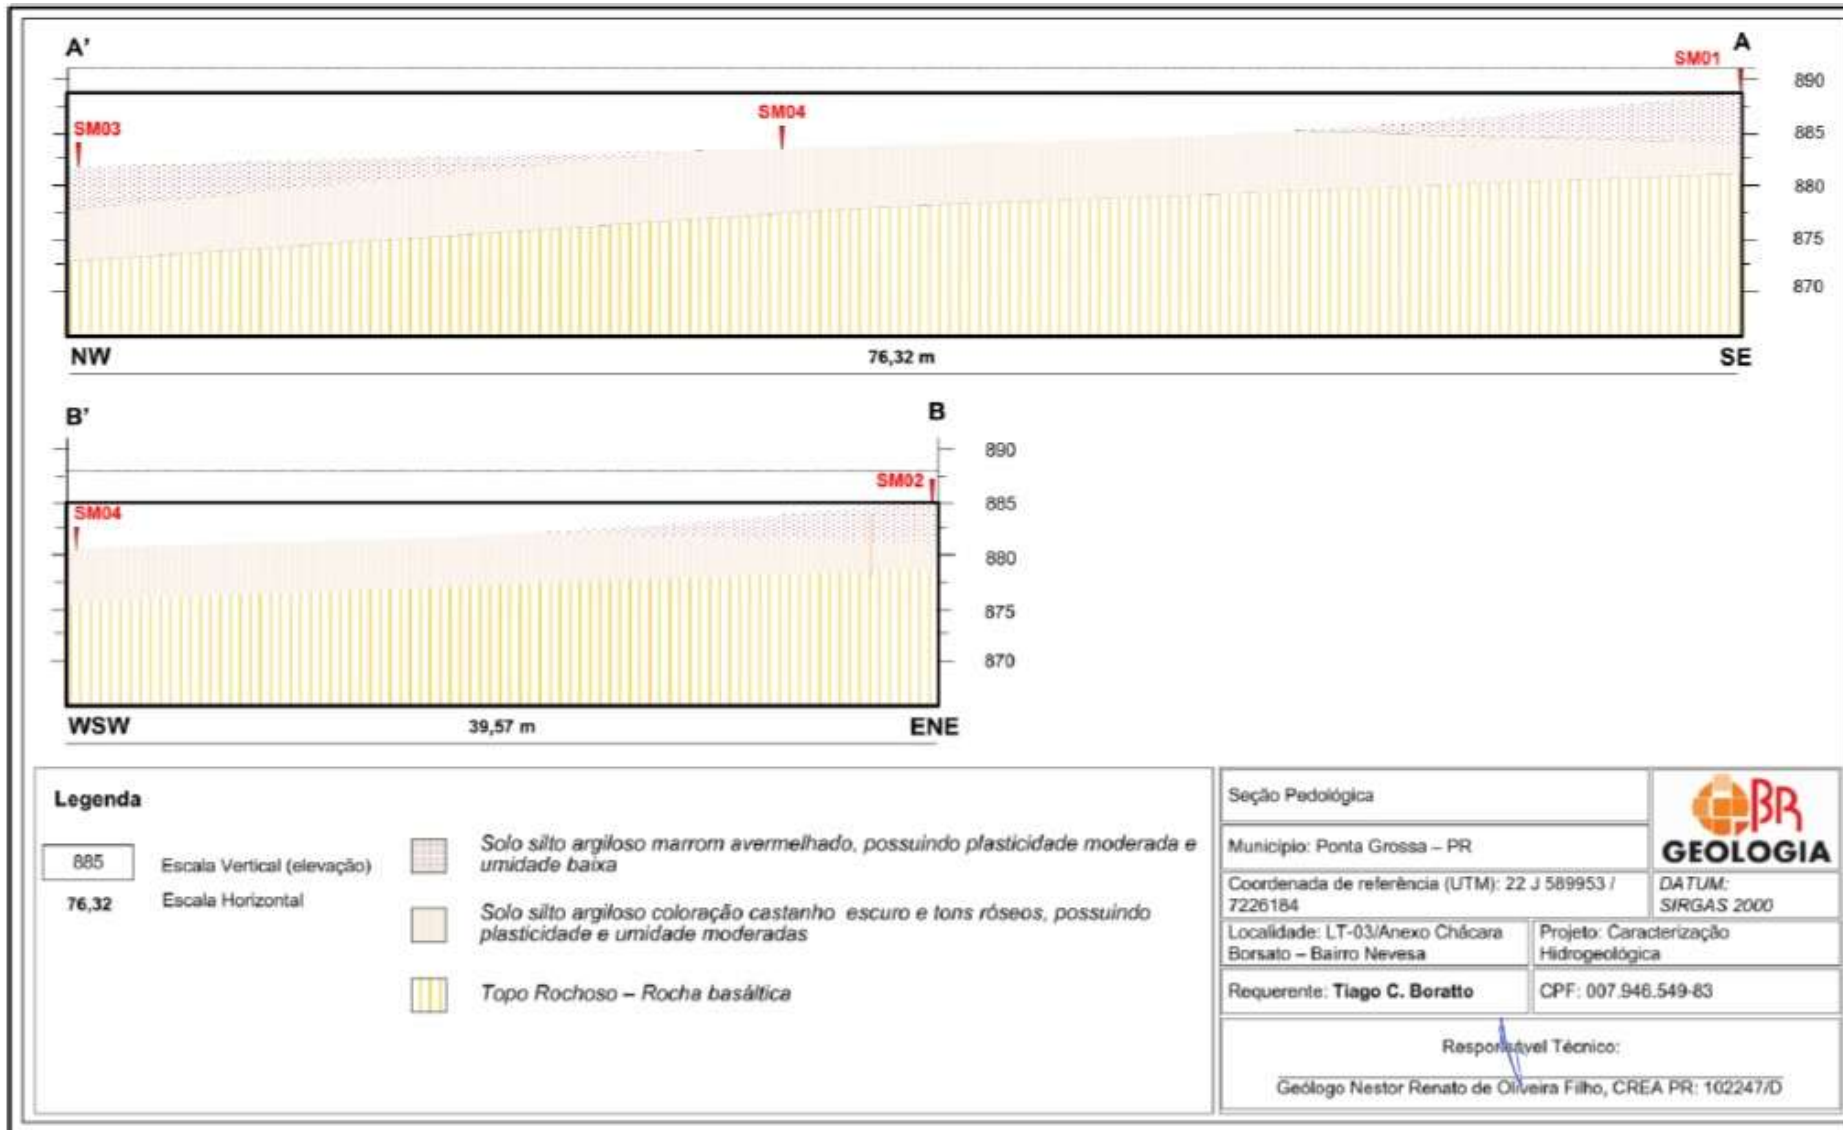 A'
A
SM01
890
SM03
SM04
885
880
875
870
NW
76,32 m
SE
B'
B
890
SM02
885
SM04
880
875
870
WSW
39,57 m
ENE
Legenda
885
Escala Vertical (elevação)
76,32
Escala Horizontal
Solo silto argiloso marrom avermelhado, possuindo plasticidade moderada e
umidade baixa
Solo silto argiloso coloração castanho escuro e tons róseos, possuindo
plasticidade e umidade moderadas
Topo Rochoso – Rocha basáltica
Seção Pedológica
BR
GEOLOGIA
Município: Ponta Grossa – PR
Coordenada de referência (UTM): 22 J 589953 /
7226184
DATUM:
SIRGAS 2000
Localidade: LT-03/Anexo Chácara
Borsato – Bairro Nevesa
Projeto: Caracterização
Hidrogeológica
Requerente: Tiago C. Boratto
CPF: 007.946.549-83
Responsável Técnico:
Geólogo Nestor Renato de Oliveira Filho, CREA PR: 102247/D